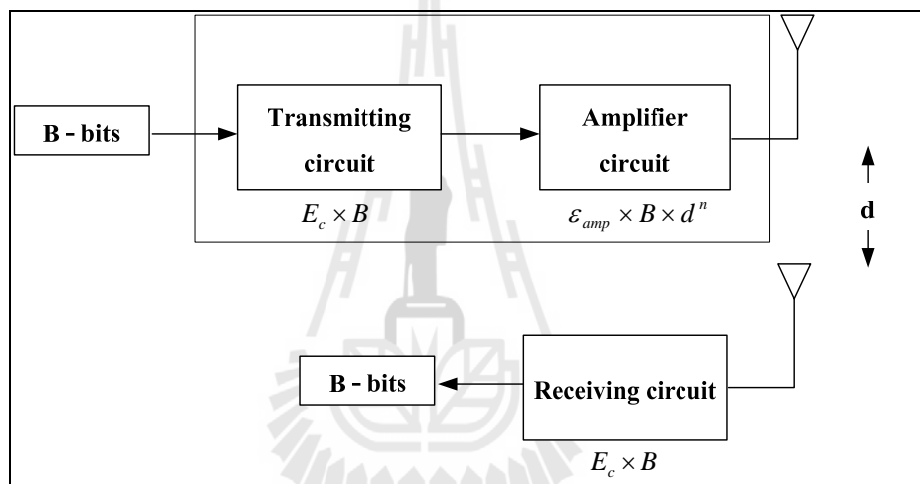 B - bits
Transmitting
circuit
Amplifier
circuit
E_c × B
ε_amp × B × d^n
d
B - bits
Receiving circuit
E_c × B